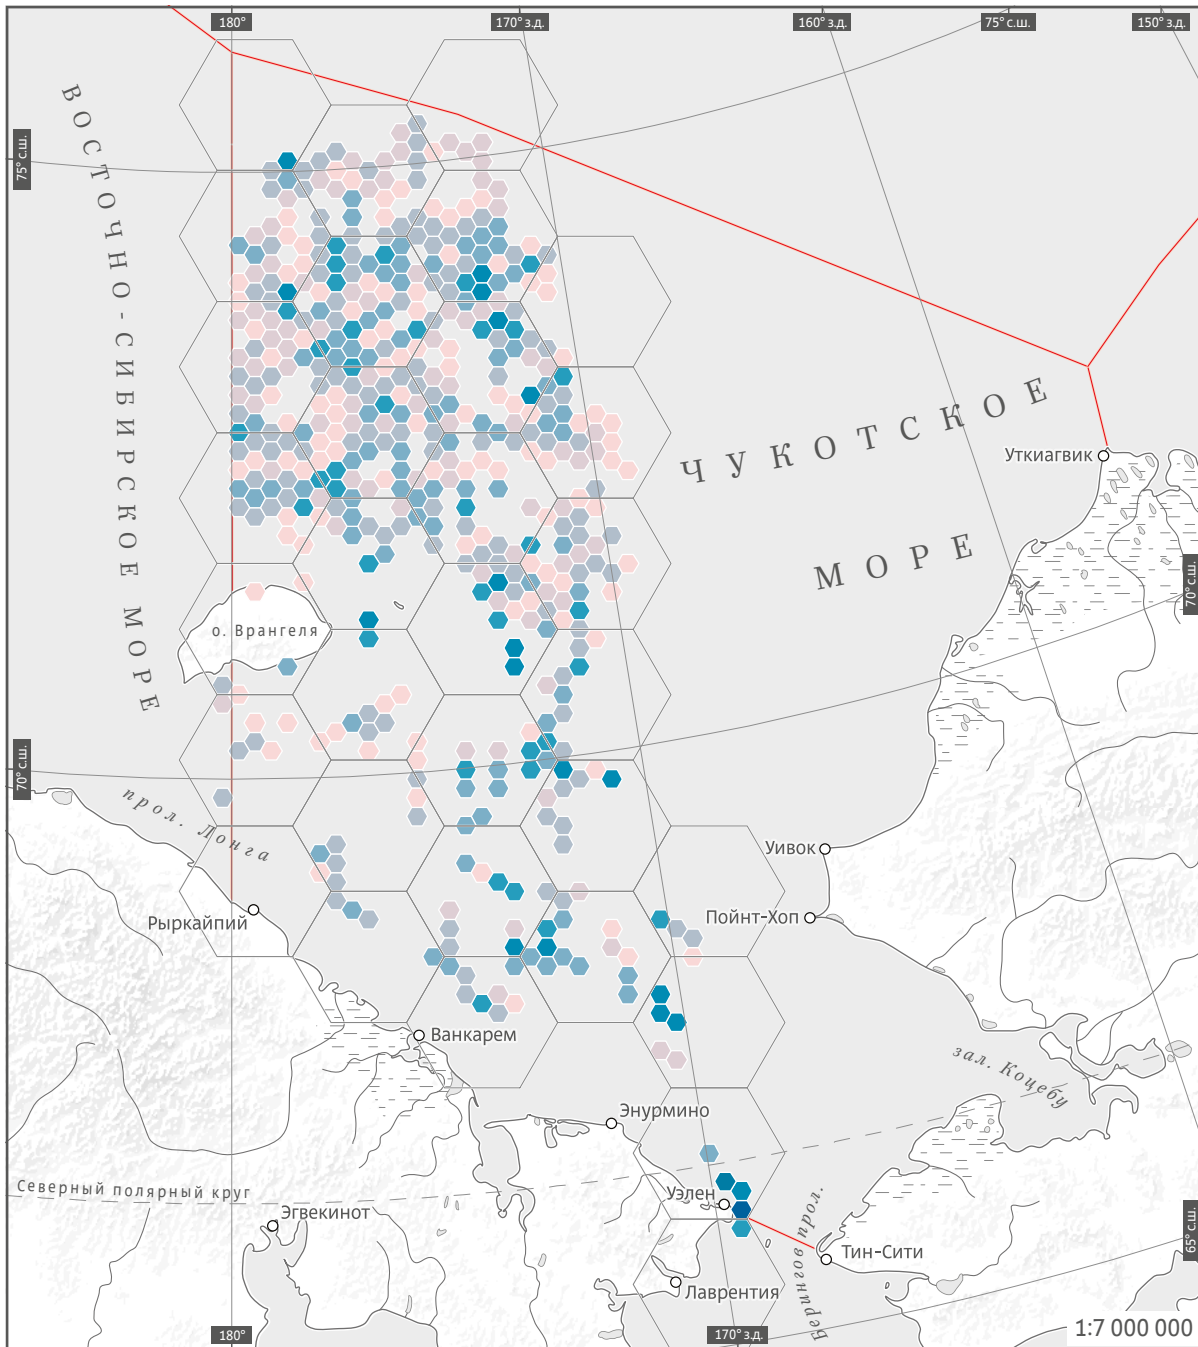 180°
170° з.д.
160° з.д.
75° с.ш.
150° з.д.
75° с.ш.
ВОСТОЧНО-СИБИРСКОЕ МОРЕ
ЧУКОТСКОЕ
МОРЕ
Уткиагвик
70° с.ш.
о. Врангеля
70° с.ш.
прол. Лонга
Уивок
Рыркайпий
Пойнт-Хоп
Ванкарем
зал. Коцебу
Энурмино
Северный полярный круг
Уэлен
Эгвекинот
65° с.ш.
Берингов прол.
Тин-Сити
Лаврентия
180°
170° з.д.
1:7 000 000